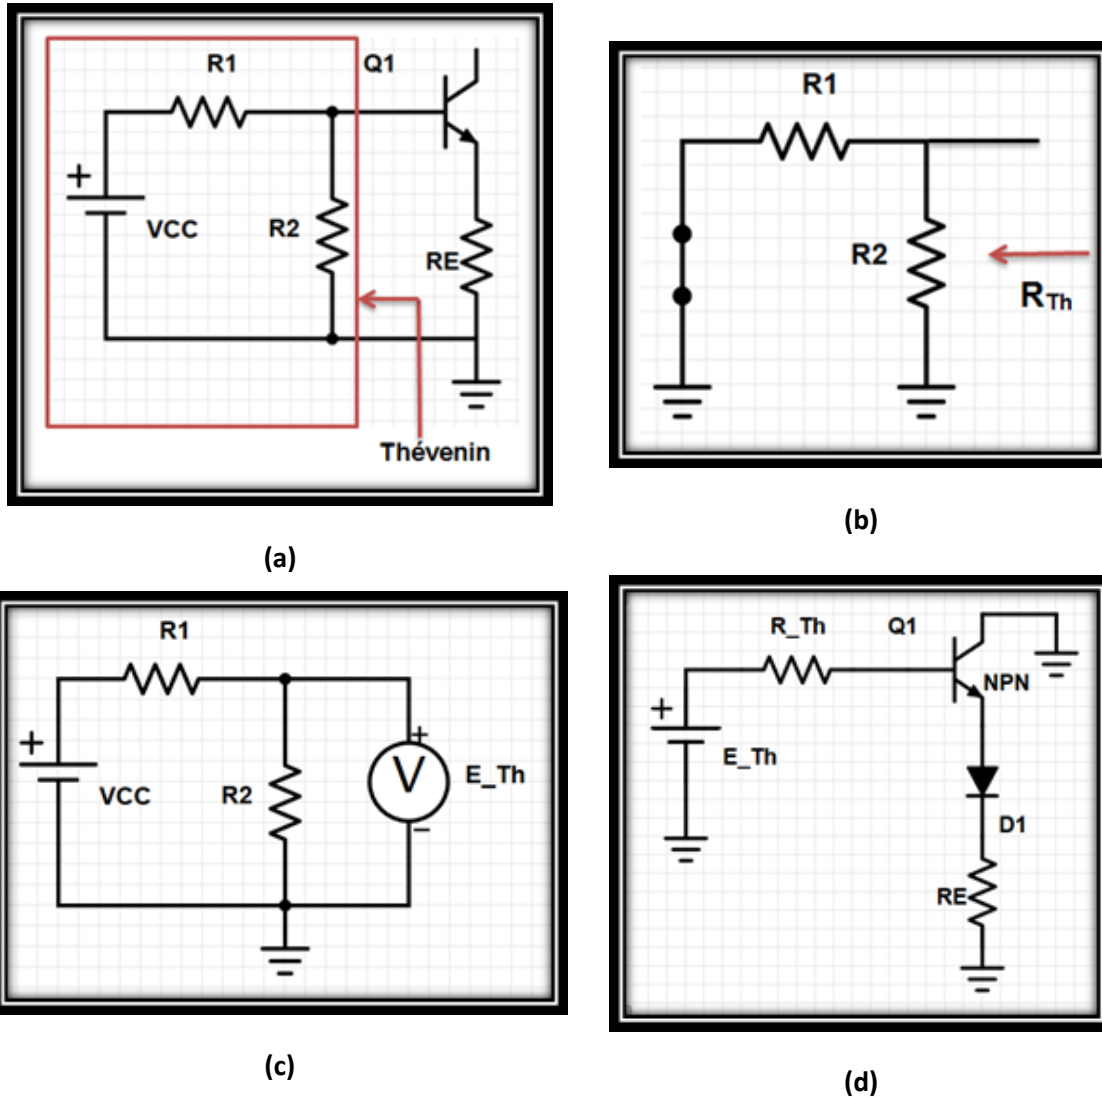 R1
Q1
+
VCC
R2
RE
Thévenin
(a)
R1
R2
RTh
(b)
R1
+
VCC
R2
+
V
−
E_Th
(c)
R_Th
Q1
NPN
+
E_Th
D1
RE
(d)